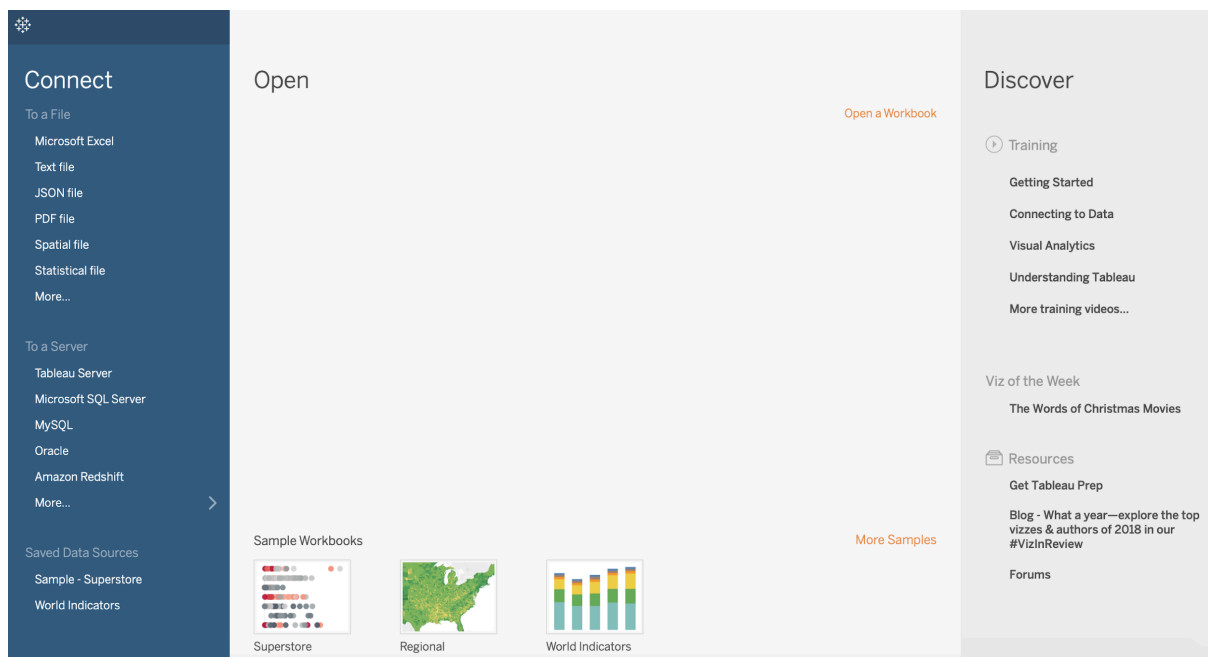 Connect
To a File
Microsoft Excel
Text file
JSON file
PDF file
Spatial file
Statistical file
More...
To a Server
Tableau Server
Microsoft SQL Server
MySQL
Oracle
Amazon Redshift
More...
Saved Data Sources
Sample - Superstore
World Indicators
Open
Open a Workbook
Sample Workbooks
More Samples
Superstore
Regional
World Indicators
Discover
Training
Getting Started
Connecting to Data
Visual Analytics
Understanding Tableau
More training videos...
Viz of the Week
The Words of Christmas Movies
Resources
Get Tableau Prep
Blog - What a year—explore the top
vizzes & authors of 2018 in our
#VizInReview
Forums